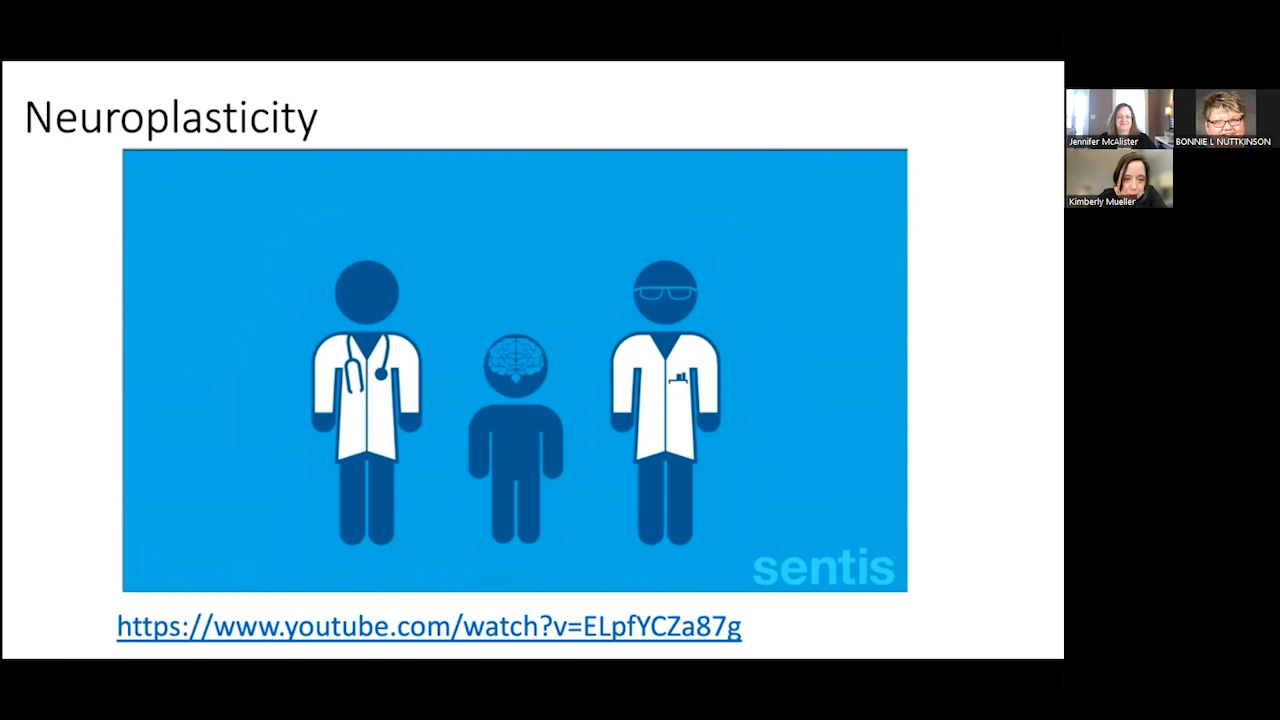 Neuroplasticity
sentis
https://www.youtube.com/watch?v=ELpfYCZa87g
Jennifer McAlister
BONNIE L NUTTKINSON
Kimberly Mueller